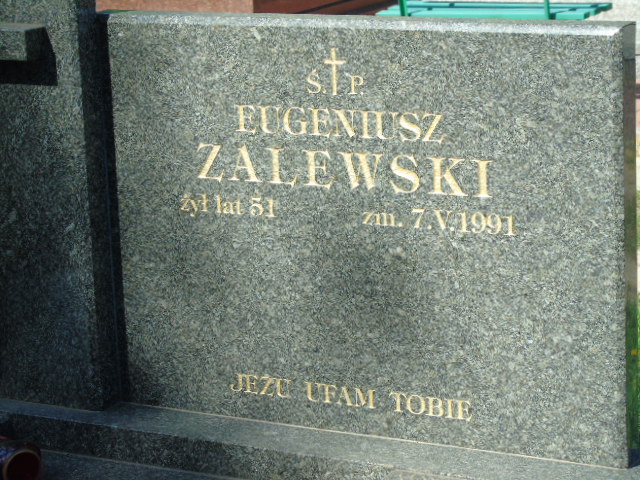 Ś.P.
EUGENIUSZ
ZALEWSKI
żył lat 51 zm. 7.V.1991
JEZU UFAM TOBIE